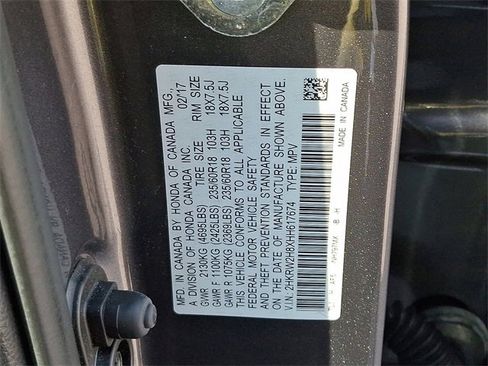 MFD. IN CANADA BY HONDA OF CANADA MFG., 02/17
A DIVISION OF HONDA CANADA INC.
TIRE SIZE RIM SIZE
GVWR 2130KG (4695LBS)
GAWR F 1100KG (2425LBS) 235/60R18 103H 18X7.5J
GAWR R 1075KG (2369LBS) 235/60R18 103H 18X7.5J
THIS VEHICLE CONFORMS TO ALL APPLICABLE
FEDERAL MOTOR VEHICLE SAFETY
AND THEFT PREVENTION STANDARDS IN EFFECT
ON THE DATE OF MANUFACTURE SHOWN ABOVE.
V.I.N: 2HKRW2H8XHH617674 TYPE: MPV
B H
MADE IN CANADA